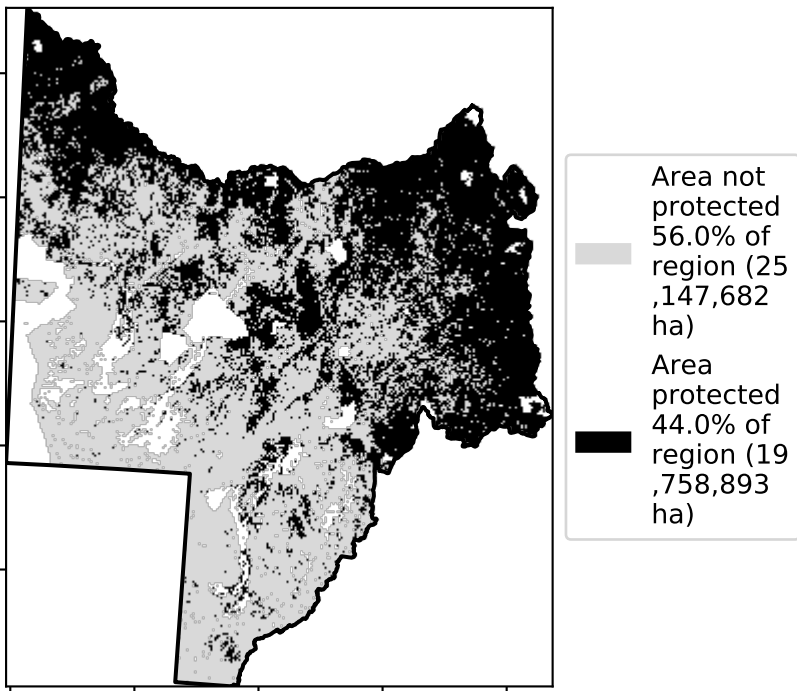 Area not
protected
56.0% of
region (25
,147,682
ha)
Area
protected
44.0% of
region (19
,758,893
ha)